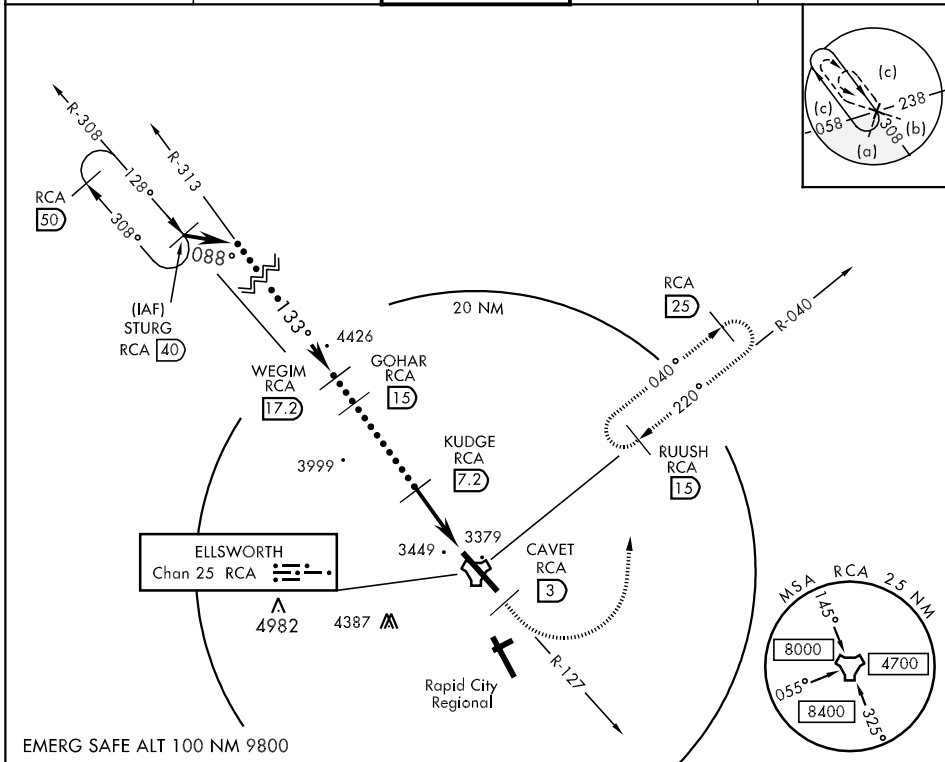 (c)
(c)
238
058
308
(b)
(a)
R-308
R-313
128°
308°
RCA
50
088°
(IAF)
STURG
RCA 40
133°
4426
20 NM
RCA
25
R-040
040°
220°
WEGIM
RCA
17.2
GOHAR
RCA
15
KUDGE
RCA
7.2
RUUSH
RCA
15
3999
3449
3379
CAVET
RCA
3
ELLSWORTH
Chan 25 RCA
4982
4387
Rapid City
Regional
R-127
MSA RCA 25 NM
145°
8000
4700
055°
8400
325°
EMERG SAFE ALT 100 NM 9800